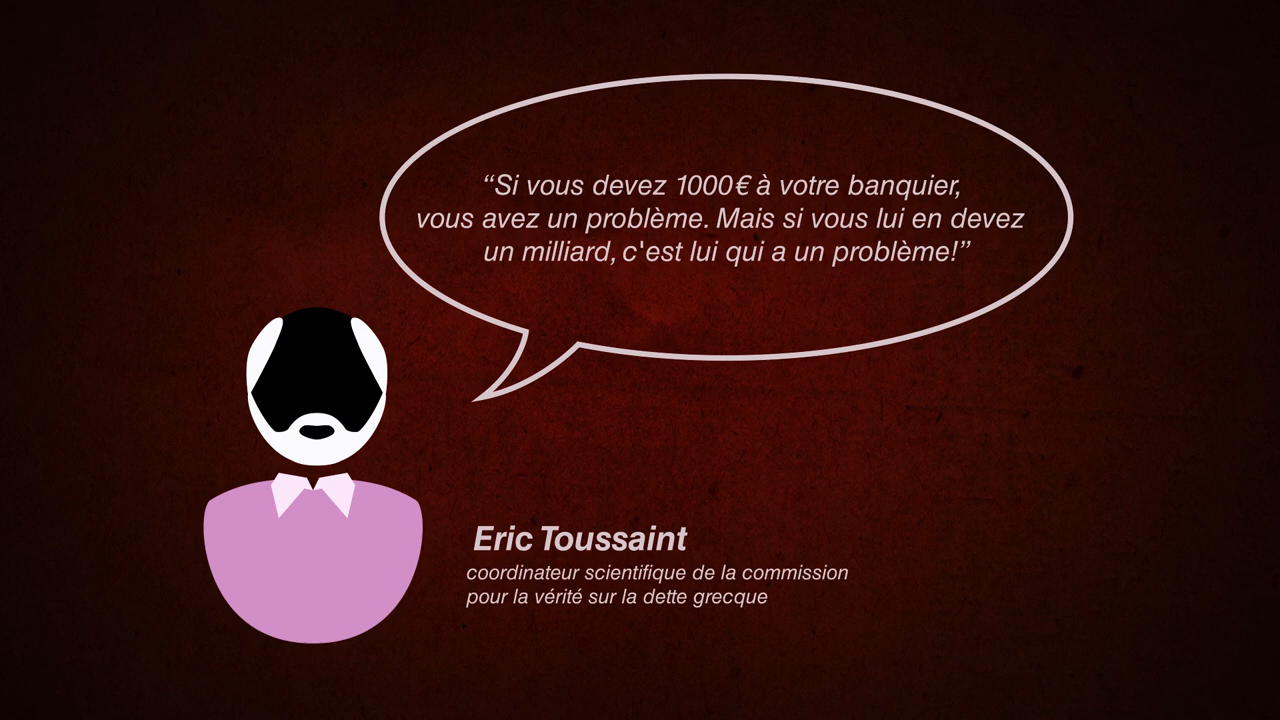 “Si vous devez 1000€ à votre banquier,
vous avez un problème. Mais si vous lui en devez
un milliard, c'est lui qui a un problème!”
Eric Toussaint
coordinateur scientifique de la commission
pour la vérité sur la dette grecque